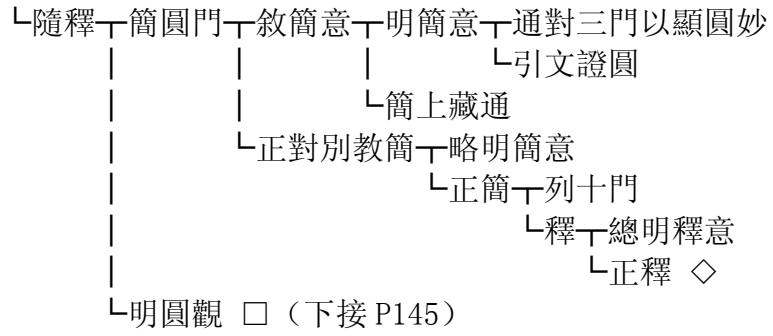 └隨釋┬簡圓門┬敘簡意┬明簡意┬通對三門以顯圓妙
└引文證圓
└簡上藏通
└正對別教簡┬略明簡意
└正簡┬列十門
└釋┬總明釋意
└正釋 ◇
└明圓觀 □（下接 P145）